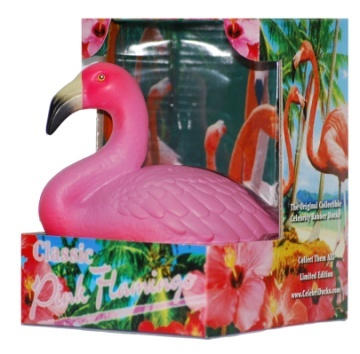 Classic
Pink Flamingo
The Original Collectible
Celebrity Rubber Ducks
Collect Them All!
Limited Edition
www.CelebriDucks.com